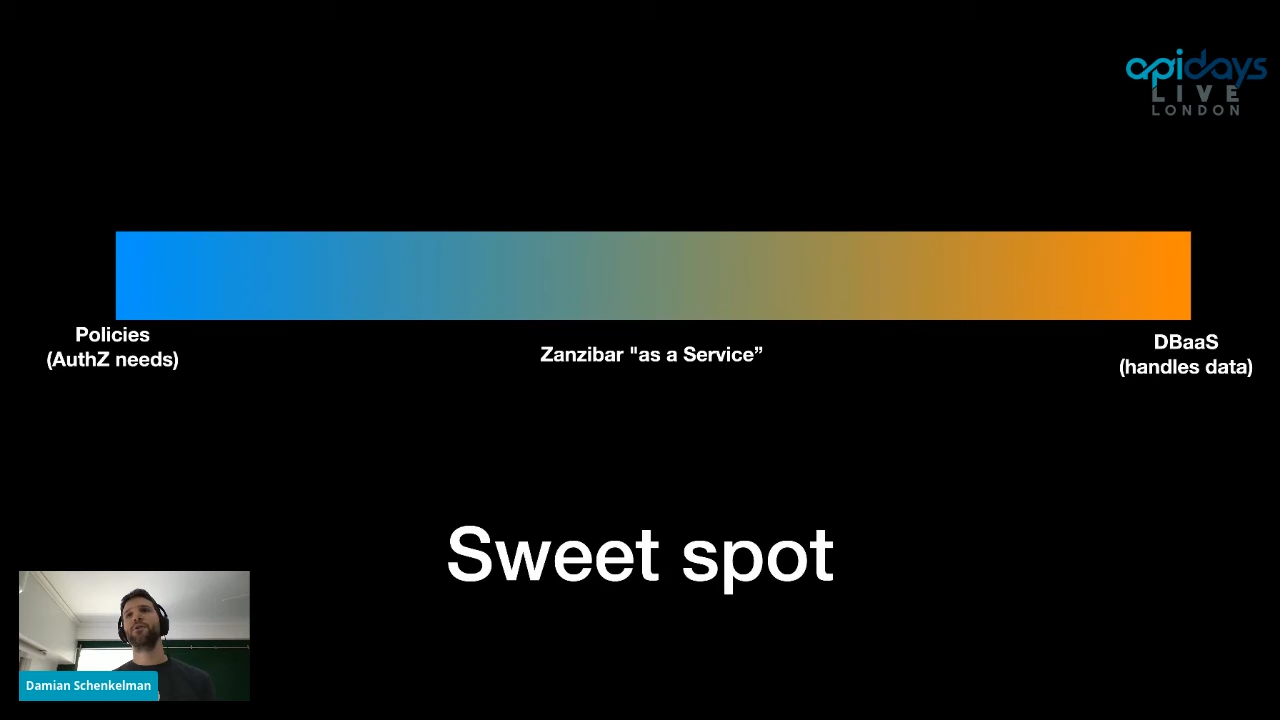 apidays
LIVE
LONDON
Policies
(AuthZ needs)
Zanzibar "as a Service”
DBaaS
(handles data)
Sweet spot
Damian Schenkelman